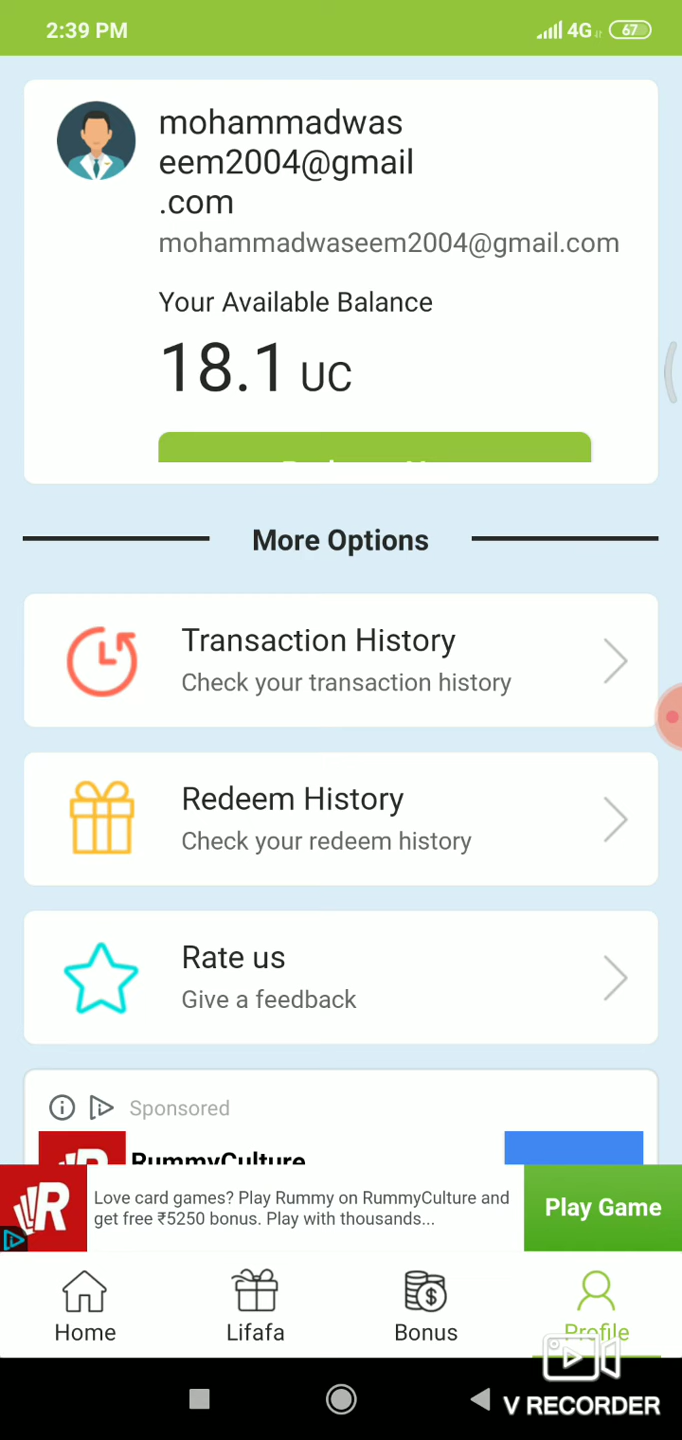 2:39 PM
4G 67
mohammadwas
eem2004@gmail
.com
mohammadwaseem2004@gmail.com
Your Available Balance
18.1 UC
More Options
Transaction History
Check your transaction history
Redeem History
Check your redeem history
Rate us
Give a feedback
Sponsored
RummyCulture
Love card games? Play Rummy on RummyCulture and
get free ₹5250 bonus. Play with thousands...
Play Game
Home
Lifafa
Bonus
Profile
V RECORDER